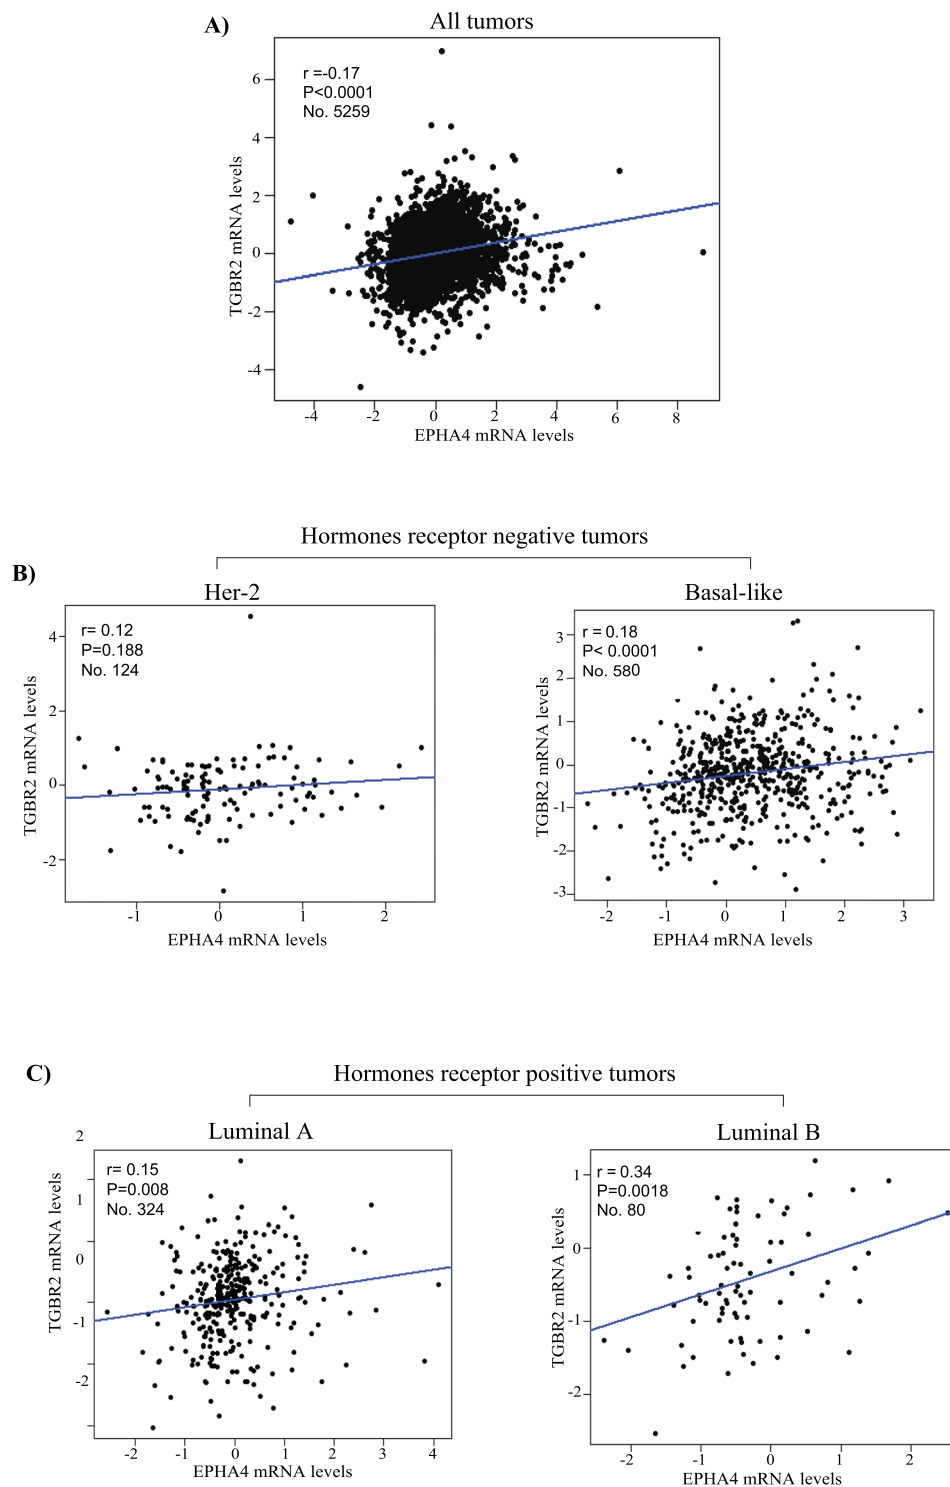 A)
All tumors
r =-0.17
P<0.0001
No. 5259
6
4
2
0
-2
-4
TGBR2 mRNA levels
-4 -2 0 2 4 6 8
EPHA4 mRNA levels
Hormones receptor negative tumors
B)
Her-2
r= 0.12
P=0.188
No. 124
4
2
0
-2
TGBR2 mRNA levels
-1 0 1 2
EPHA4 mRNA levels
Basal-like
r = 0.18
P< 0.0001
No. 580
3
2
1
0
-1
-2
-3
TGBR2 mRNA levels
-2 -1 0 1 2 3
EPHA4 mRNA levels
C)
Hormones receptor positive tumors
Luminal A
r= 0.15
P=0.008
No. 324
2
1
0
-1
-2
TGBR2 mRNA levels
-2 -1 0 1 2 3 4
EPHA4 mRNA levels
Luminal B
r = 0.34
P=0.0018
No. 80
1
0
-1
-2
TGBR2 mRNA levels
-2 -1 0 1 2
EPHA4 mRNA levels